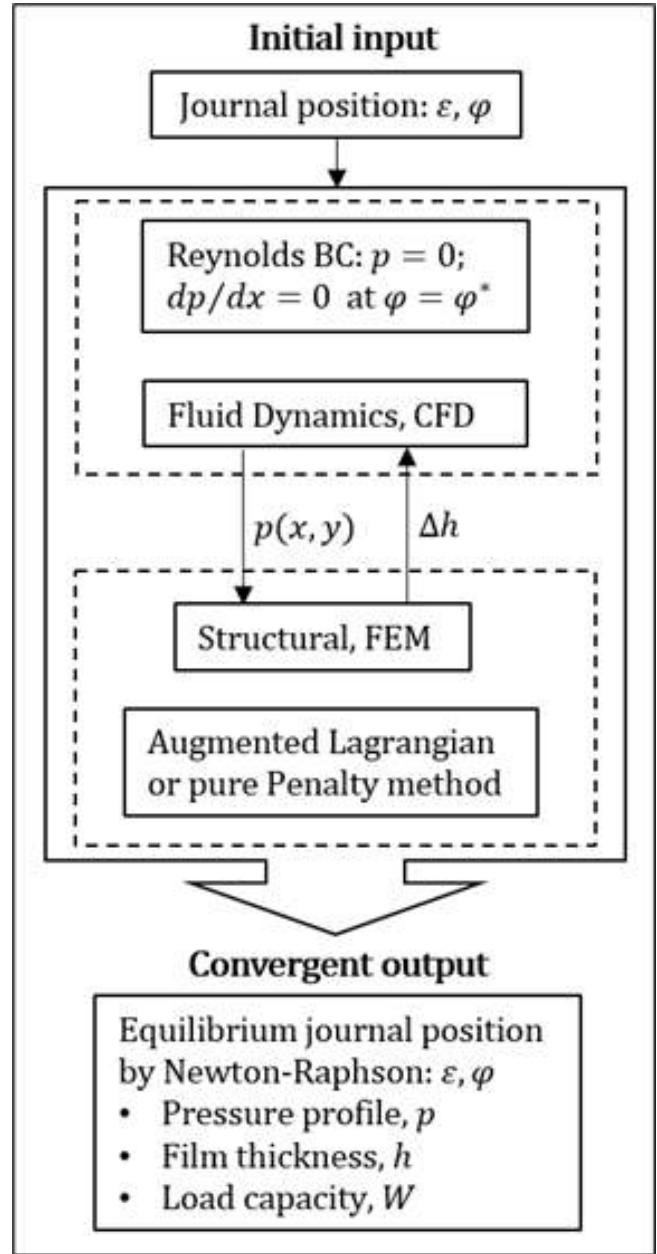 Initial input
Journal position: ε, φ
Reynolds BC: p = 0;
dp/dx = 0 at φ = φ*
Fluid Dynamics, CFD
p(x, y) Δh
Structural, FEM
Augmented Lagrangian
or pure Penalty method
Convergent output
Equilibrium journal position
by Newton-Raphson: ε, φ
• Pressure profile, p
• Film thickness, h
• Load capacity, W